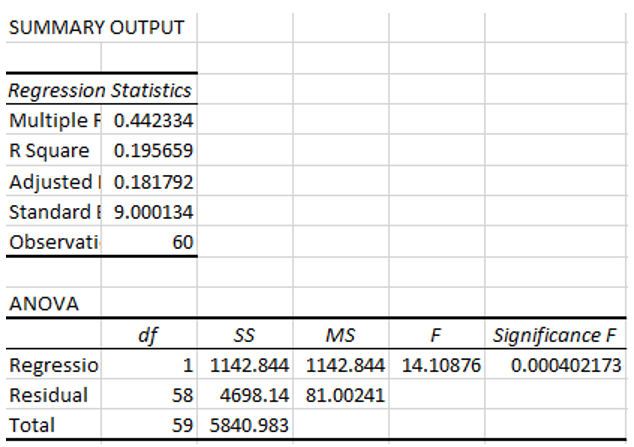 SUMMARY OUTPUT
Regression Statistics
Multiple R 0.442334
R Square 0.195659
Adjusted 0.181792
Standard E 9.000134
Observati 60
ANOVA
df SS MS F Significance F
Regressio 1 1142.844 1142.844 14.10876 0.000402173
Residual 58 4698.14 81.00241
Total 59 5840.983